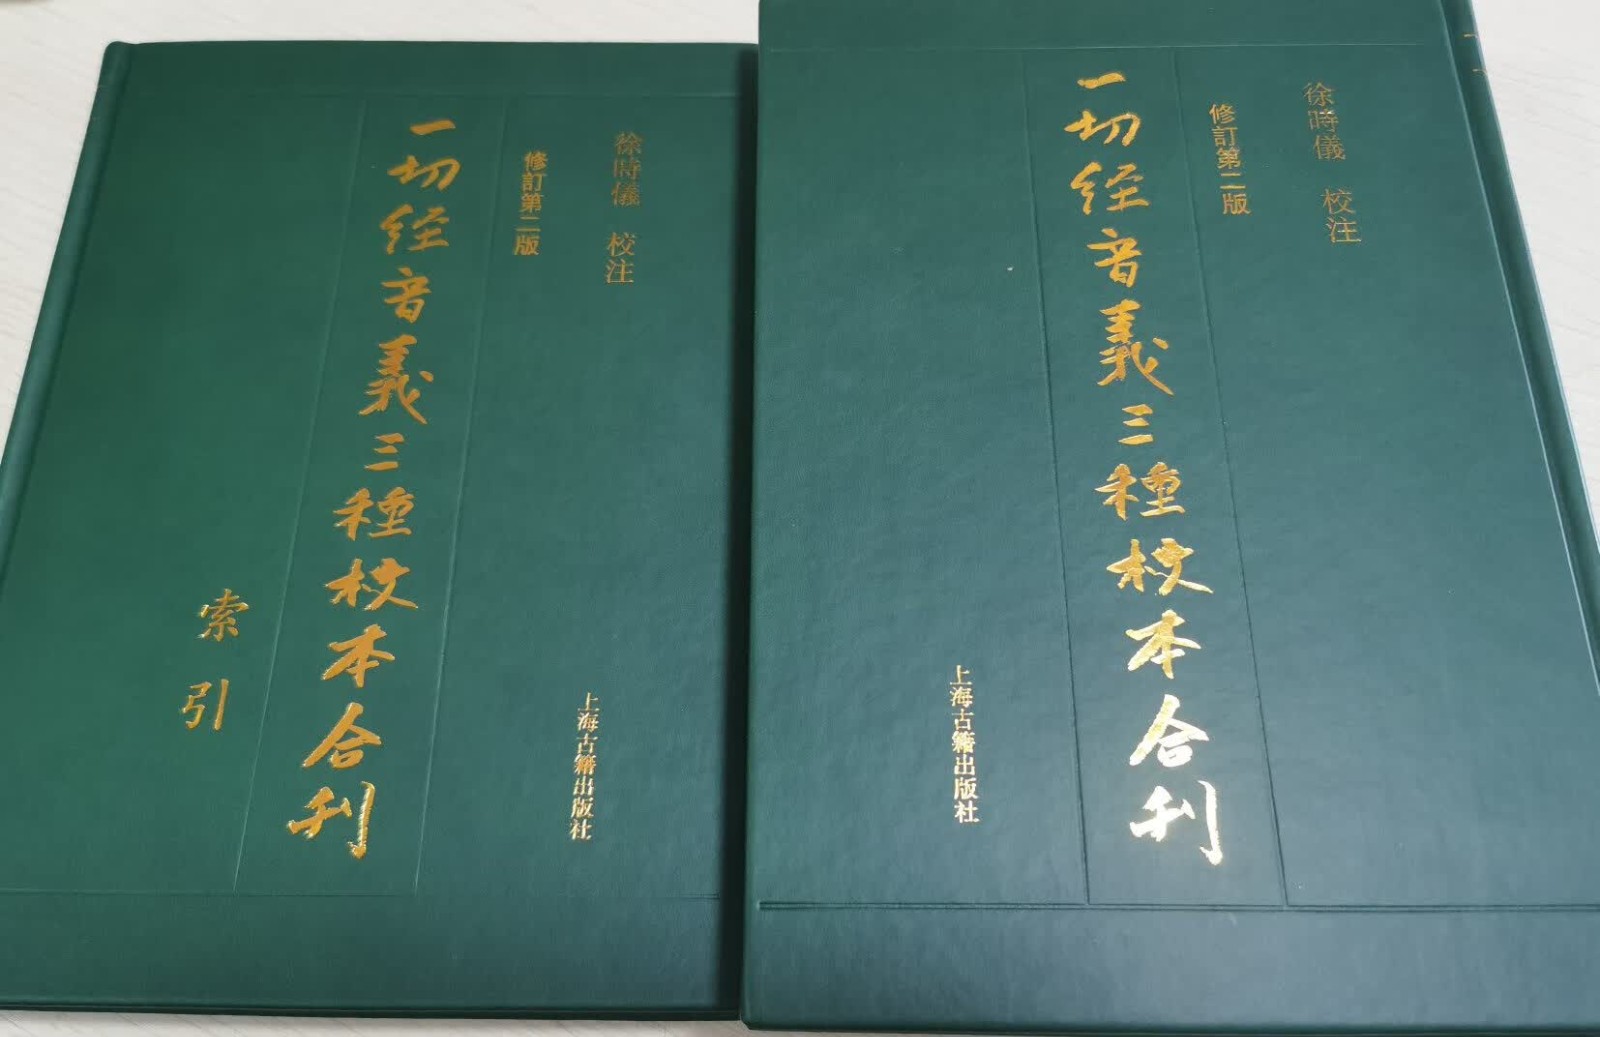 徐時儀 校注
修訂第二版
一切经音義三種校本合刊
索引
上海古籍出版社
徐時儀 校注
修訂第二版
一切经音義三種校本合刊
上海古籍出版社